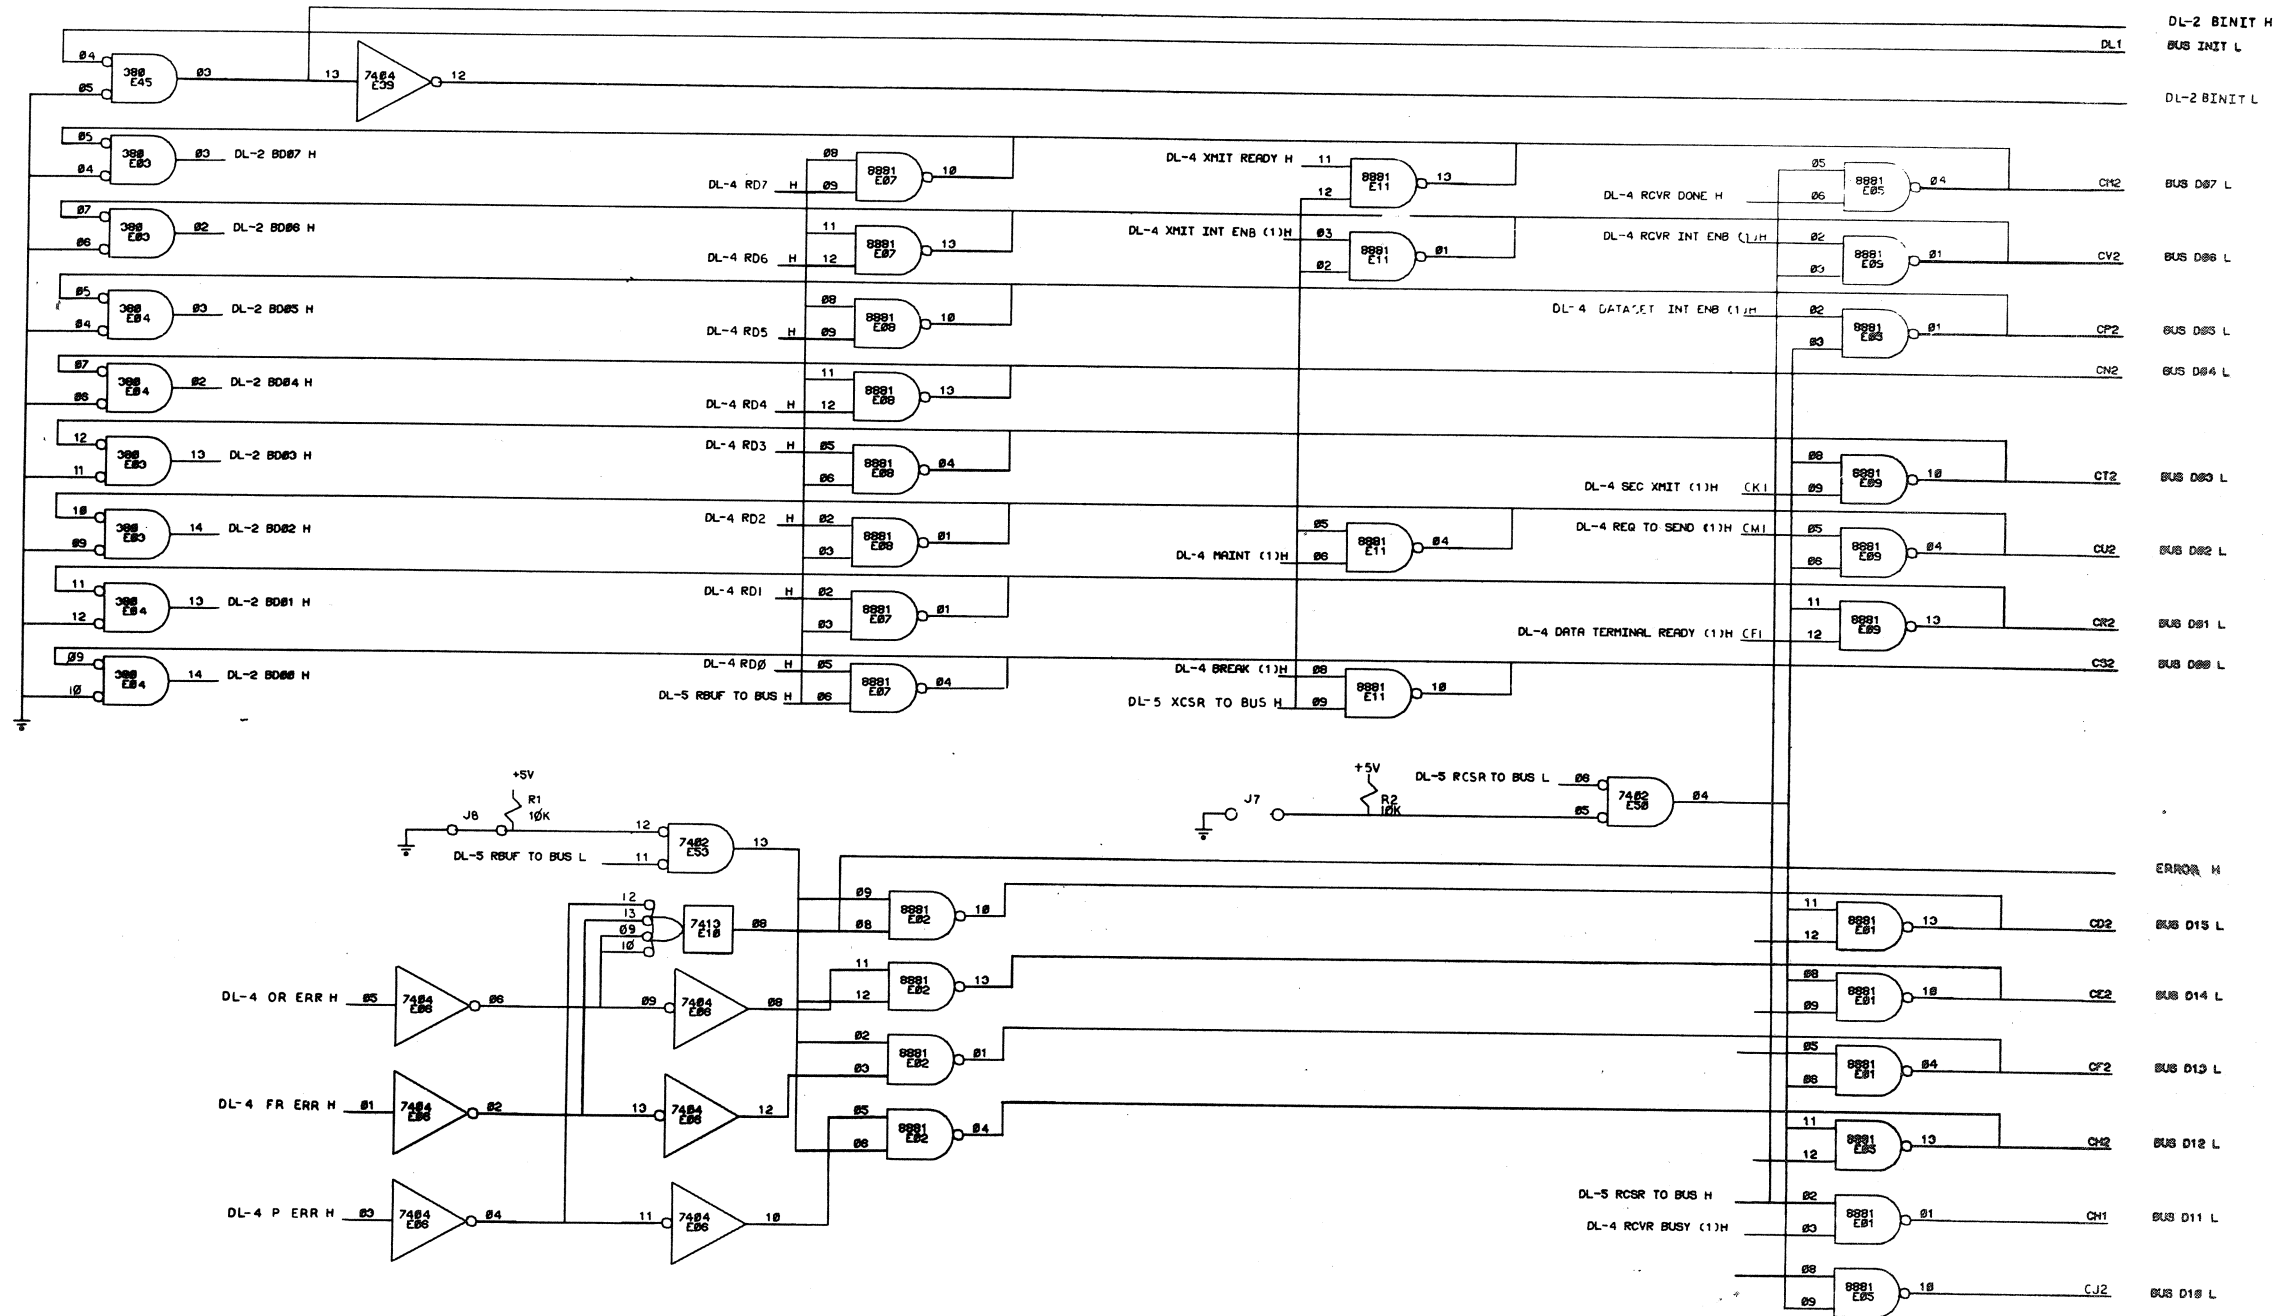 DL-2 BINIT H
DL1 BUS INIT L
04 380 E45 03 13 7404 E39 12
05
DL-2 BINIT L
05 380 E03 03 DL-2 BD07 H
04
08 8881 E07 10
DL-4 RD7 H 09
DL-4 XMIT READY H 11 8881 E11 13
12
05 8881 E05 04 CM2 BUS D07 L
DL-4 RCVR DONE H 06
07 380 E03 02 DL-2 BD06 H
06
11 8881 E07 13
DL-4 RD6 H 12
DL-4 XMIT INT ENB (1)H 03 8881 E11 01
02
DL-4 RCVR INT ENB (1)H 02 8881 E05 01 CV2 BUS D06 L
03
05 380 E04 03 DL-2 BD05 H
04
08 8881 E08 10
DL-4 RD5 H 09
DL-4 DATASET INT ENB (1)H 02 8881 01 CP2 BUS D05 L
03
07 380 E04 02 DL-2 BD04 H
06
11 8881 E08 13
DL-4 RD4 H 12
CN2 BUS D04 L
12 380 E03 13 DL-2 BD03 H
11
DL-4 RD3 H 05 8881 E08 04
06
08 8881 E09 10 CT2 BUS D03 L
DL-4 SEC XMIT (1)H CK1 09
10 380 E03 14 DL-2 BD02 H
09
DL-4 RD2 H 02 8881 E08 01
03
05 8881 E11 04
DL-4 MAINT (1)H 06
DL-4 REQ TO SEND (1)H CM1 05 8881 E09 04 CU2 BUS D02 L
06
11 380 E04 13 DL-2 BD01 H
12
DL-4 RD1 H 02 8881 E07 01
03
11 8881 E09 13 CR2 BUS D01 L
DL-4 DATA TERMINAL READY (1)H CF1 12
09 380 E04 14 DL-2 BD00 H
10
DL-4 RD0 H 05 8881 E07 04
DL-5 RBUF TO BUS H 06
DL-4 BREAK (1)H 08 8881 E11 10
DL-5 XCSR TO BUS H 09
CS2 BUS D00 L
+5V
J8 R1 10K
12 7402 E53 13
DL-5 RBUF TO BUS L 11
+5V
J7 R2 10K
DL-5 RCSR TO BUS L 06 7402 E50 04
05
ERROR H
12
13 7413 E10 08
09
10
09 8881 E02 10
08
11 8881 E01 13 CD2 BUS D15 L
12
DL-4 OR ERR H 05 7404 E06 06 09 7404 E06 08
11 8881 E02 13
12
08 8881 E01 10 CE2 BUS D14 L
09
02 8881 E02 01
03
05 8881 E01 04 CF2 BUS D13 L
06
DL-4 FR ERR H 01 7404 E06 02 13 7404 E06 12
05 8881 E02 04
06
11 8881 E05 13 CH2 BUS D12 L
12
DL-4 P ERR H 03 7404 E06 04 11 7404 E06 10
DL-5 RCSR TO BUS H 02 8881 E01 01 CH1 BUS D11 L
DL-4 RCVR BUSY (1)H 03
08 8881 E05 10 CJ2 BUS D10 L
09